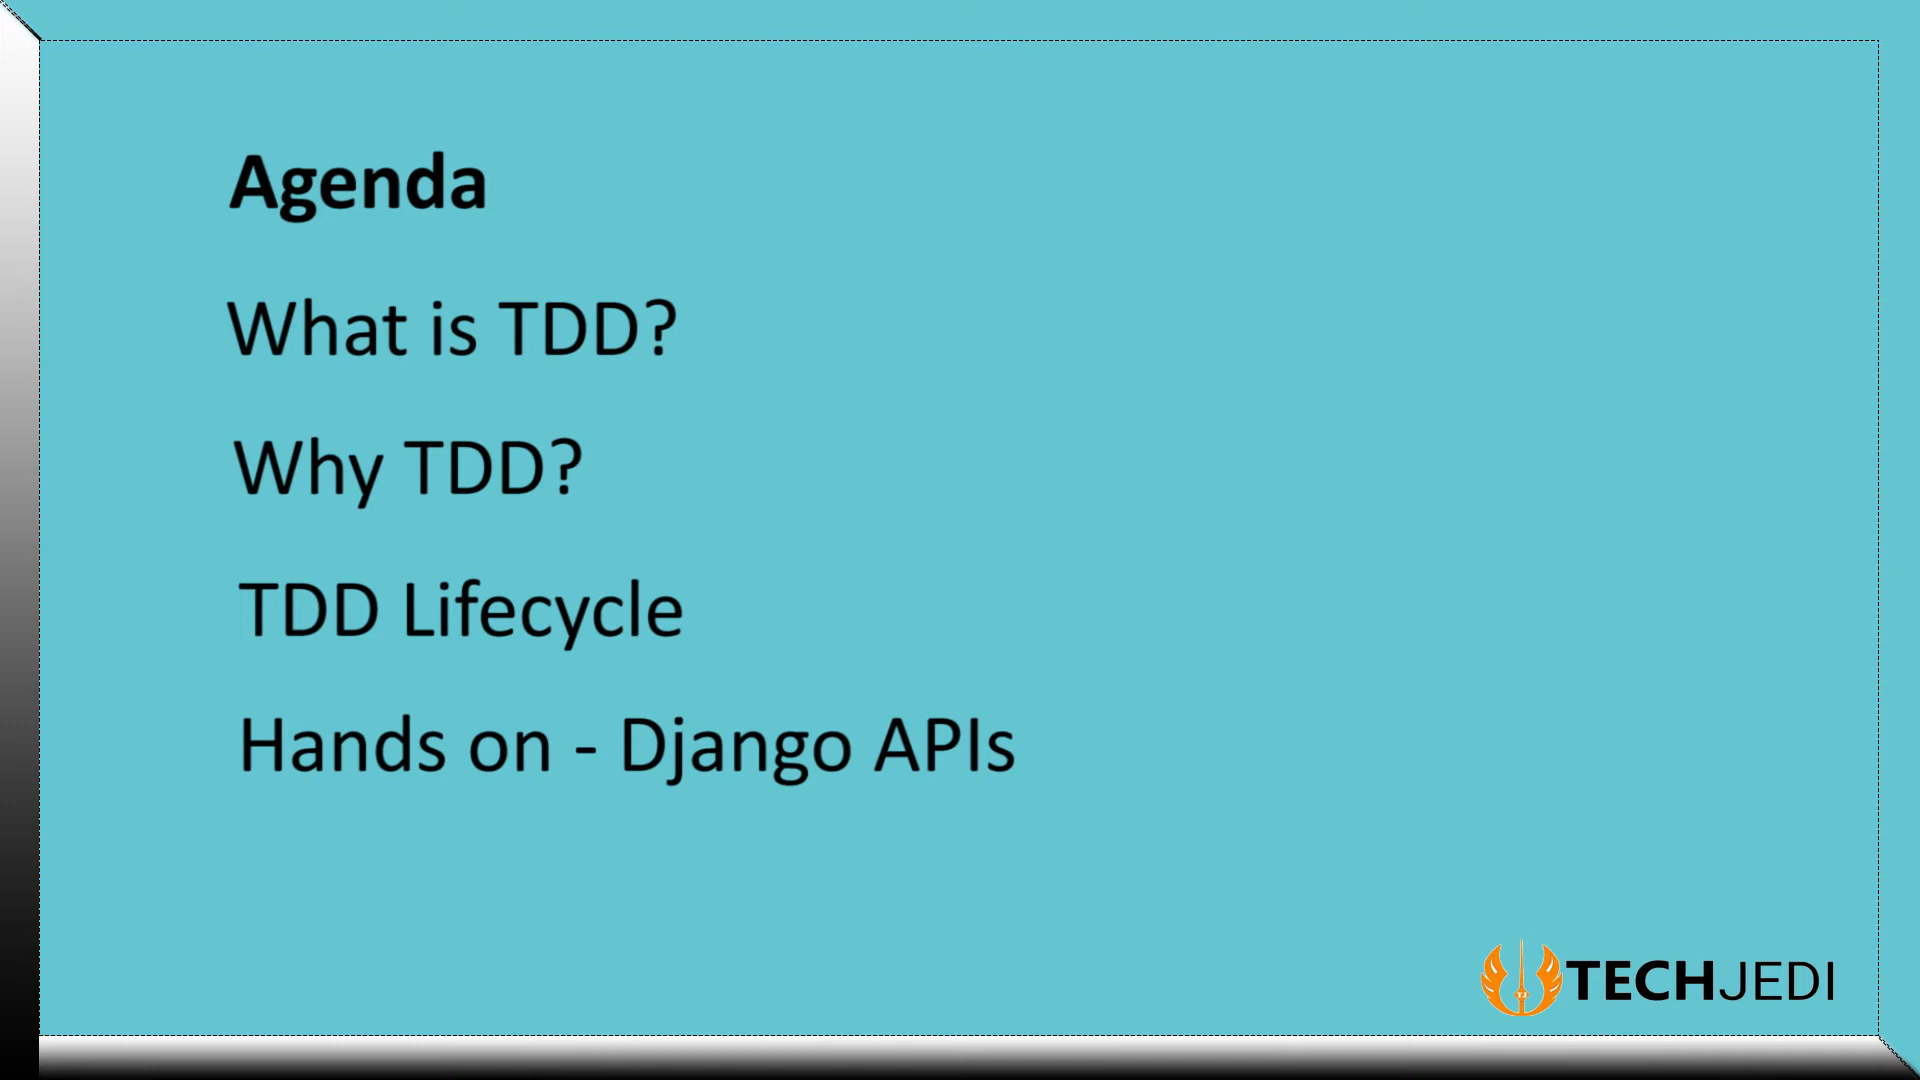 Agenda
What is TDD?
Why TDD?
TDD Lifecycle
Hands on - Django APIs
TECHJEDI